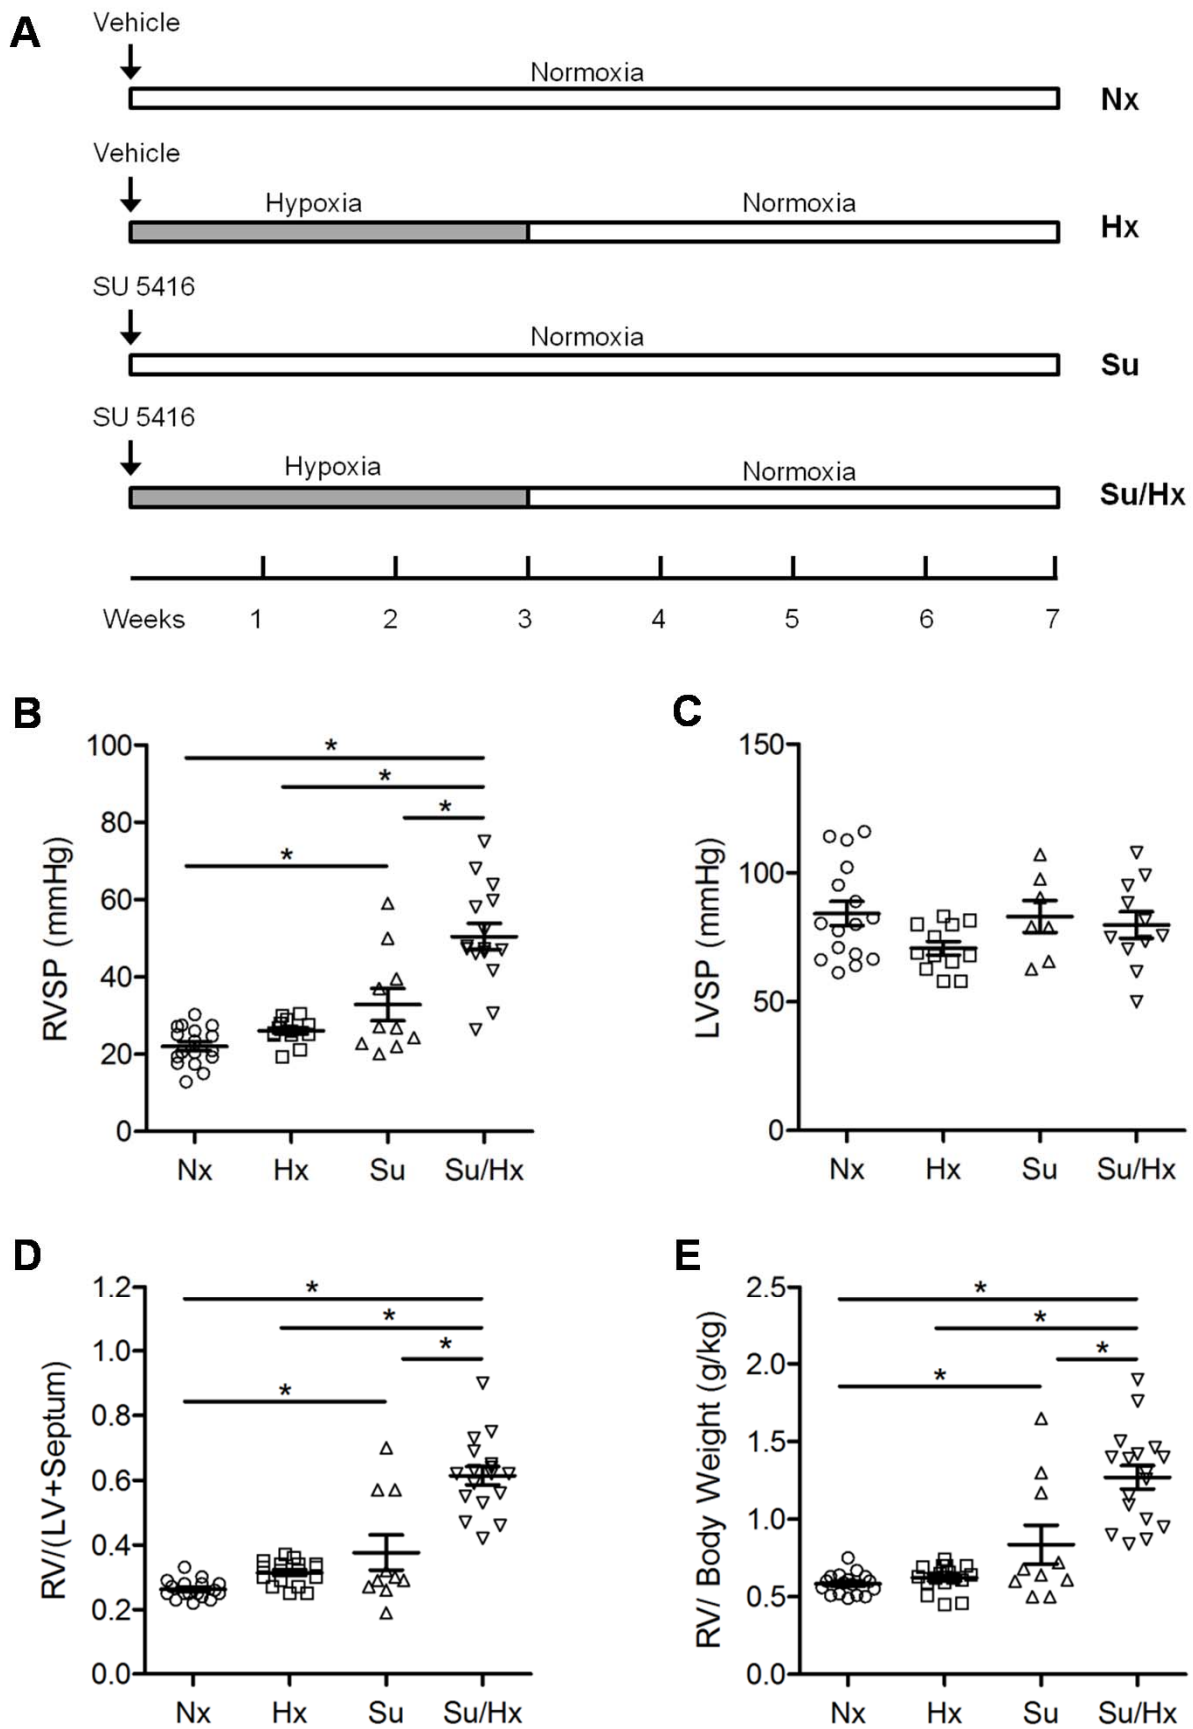 A
Vehicle
Normoxia
Nx
Vehicle
Hypoxia
Normoxia
Hx
SU 5416
Normoxia
Su
SU 5416
Hypoxia
Normoxia
Su/Hx
Weeks 1 2 3 4 5 6 7
B
RVSP (mmHg)
100
80
60
40
20
0
* * * *
Nx Hx Su Su/Hx
C
LVSP (mmHg)
150
100
50
0
Nx Hx Su Su/Hx
D
RV/(LV+Septum)
1.2
1.0
0.8
0.6
0.4
0.2
0.0
* * * *
Nx Hx Su Su/Hx
E
RV/ Body Weight (g/kg)
2.5
2.0
1.5
1.0
0.5
0.0
* * * *
Nx Hx Su Su/Hx